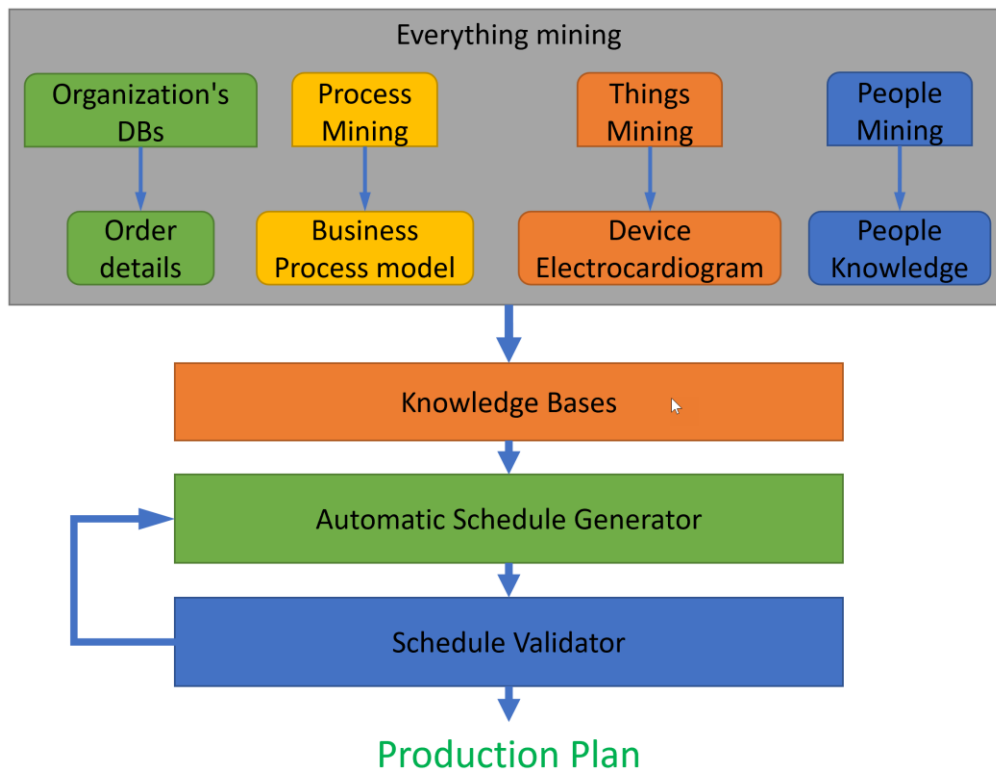 Everything mining
Organization's
DBs
Process
Mining
Things
Mining
People
Mining
Order
details
Business
Process model
Device
Electrocardiogram
People
Knowledge
Knowledge Bases
Automatic Schedule Generator
Schedule Validator
Production Plan